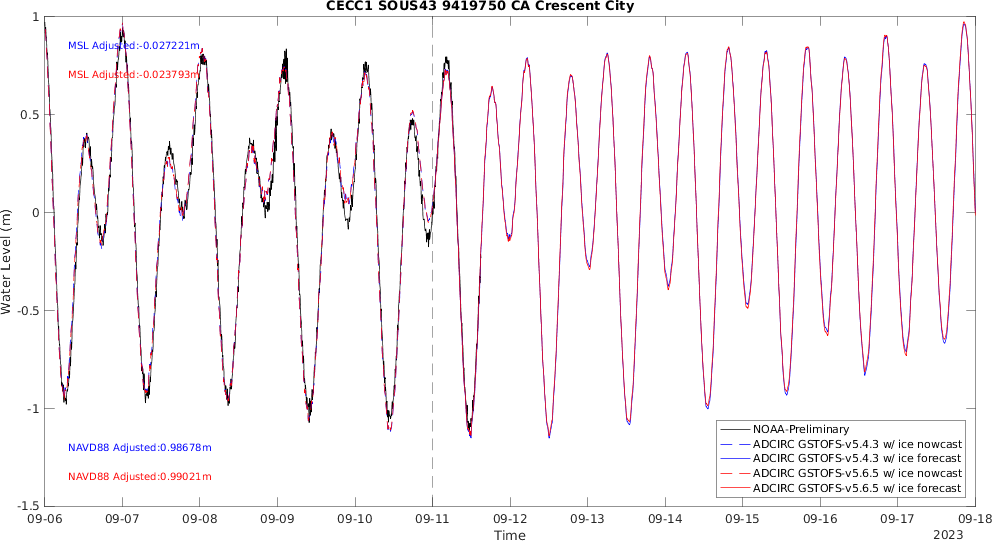 CECC1 SOUS43 9419750 CA Crescent City
1
MSL Adjusted:-0.027221m
MSL Adjusted:-0.023793m
0.5
0
Water Level (m)
-0.5
-1
NAVD88 Adjusted:0.98678m
NAVD88 Adjusted:0.99021m
NOAA-Preliminary
ADCIRC GSTOFS-v5.4.3 w/ ice nowcast
ADCIRC GSTOFS-v5.4.3 w/ ice forecast
ADCIRC GSTOFS-v5.6.5 w/ ice nowcast
ADCIRC GSTOFS-v5.6.5 w/ ice forecast
-1.5
09-06 09-07 09-08 09-09 09-10 09-11 09-12 09-13 09-14 09-15 09-16 09-17 09-18
Time
2023